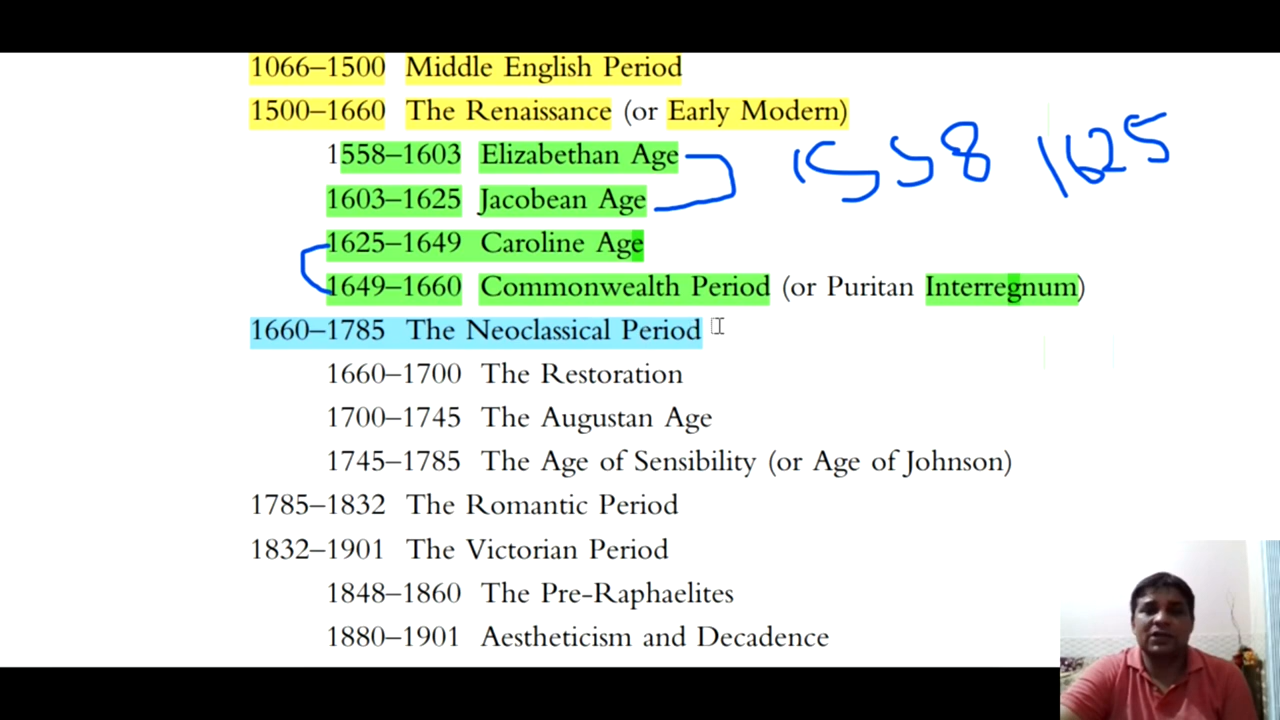 1066–1500 Middle English Period
1500–1660 The Renaissance (or Early Modern)
1558–1603 Elizabethan Age
1558 1625
1603–1625 Jacobean Age
1625–1649 Caroline Age
1649–1660 Commonwealth Period (or Puritan Interregnum)
1660–1785 The Neoclassical Period
1660–1700 The Restoration
1700–1745 The Augustan Age
1745–1785 The Age of Sensibility (or Age of Johnson)
1785–1832 The Romantic Period
1832–1901 The Victorian Period
1848–1860 The Pre-Raphaelites
1880–1901 Aestheticism and Decadence